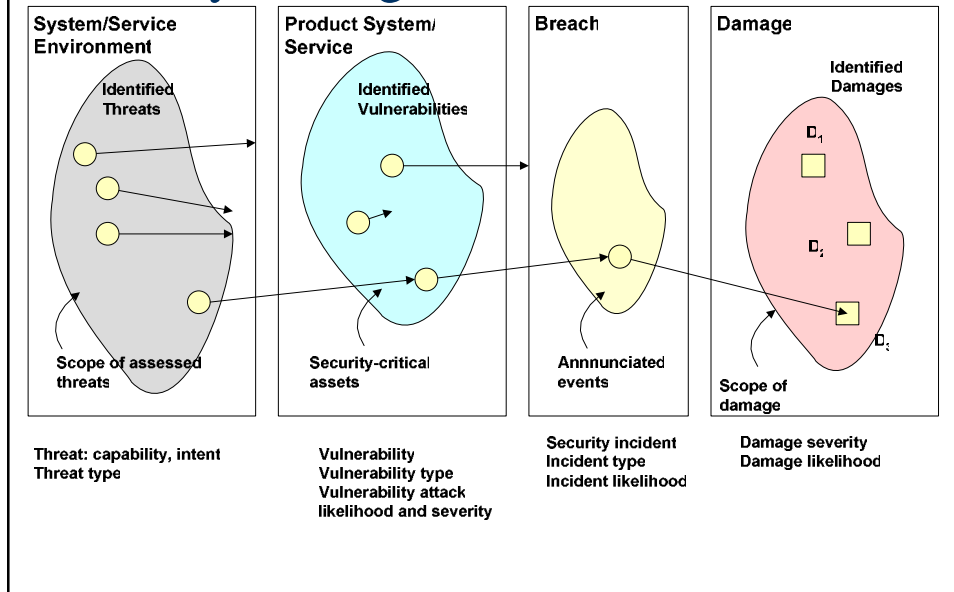 System/Service
Environment
Identified
Threats
Scope of assessed
threats
Threat: capability, intent
Threat type
Product System/
Service
Identified
Vulnerabilities
Security-critical
assets
Vulnerability
Vulnerability type
Vulnerability attack
likelihood and severity
Breach
Annnunciated
events
Security incident
Incident type
Incident likelihood
Damage
Identified
Damages
D1
D2
D3
Scope of
damage
Damage severity
Damage likelihood